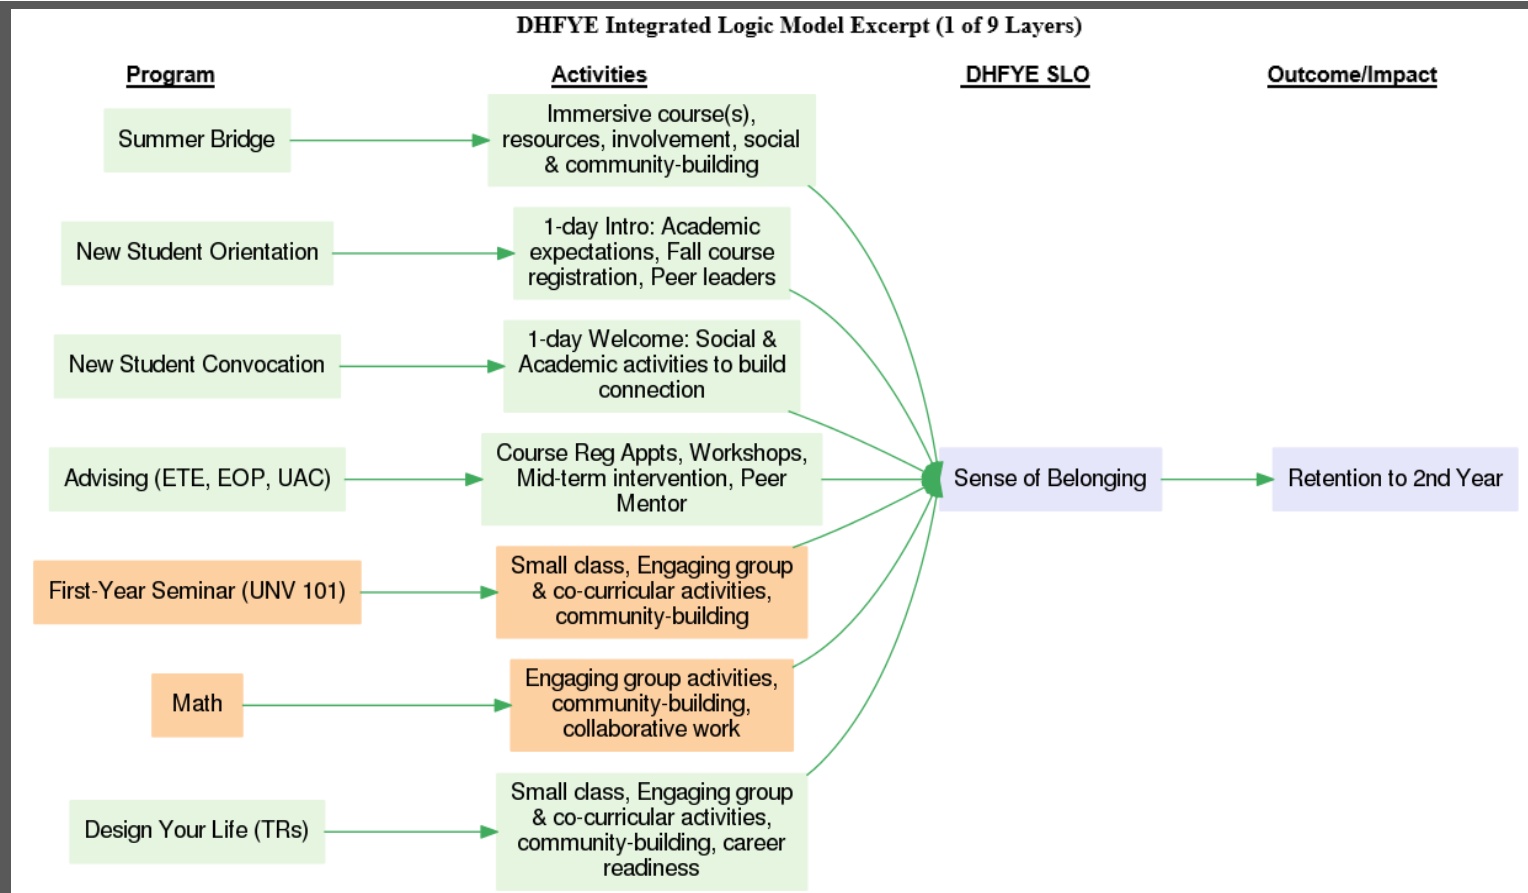 DHFYE Integrated Logic Model Excerpt (1 of 9 Layers)
Program
Activities
DHFYE SLO
Outcome/Impact
Summer Bridge
Immersive course(s),
resources, involvement, social
& community-building
New Student Orientation
1-day Intro: Academic
expectations, Fall course
registration, Peer leaders
New Student Convocation
1-day Welcome: Social &
Academic activities to build
connection
Advising (ETE, EOP, UAC)
Course Reg Appts, Workshops,
Mid-term intervention, Peer
Mentor
Sense of Belonging
Retention to 2nd Year
First-Year Seminar (UNV 101)
Small class, Engaging group
& co-curricular activities,
community-building
Math
Engaging group activities,
community-building,
collaborative work
Design Your Life (TRs)
Small class, Engaging group
& co-curricular activities,
community-building, career
readiness